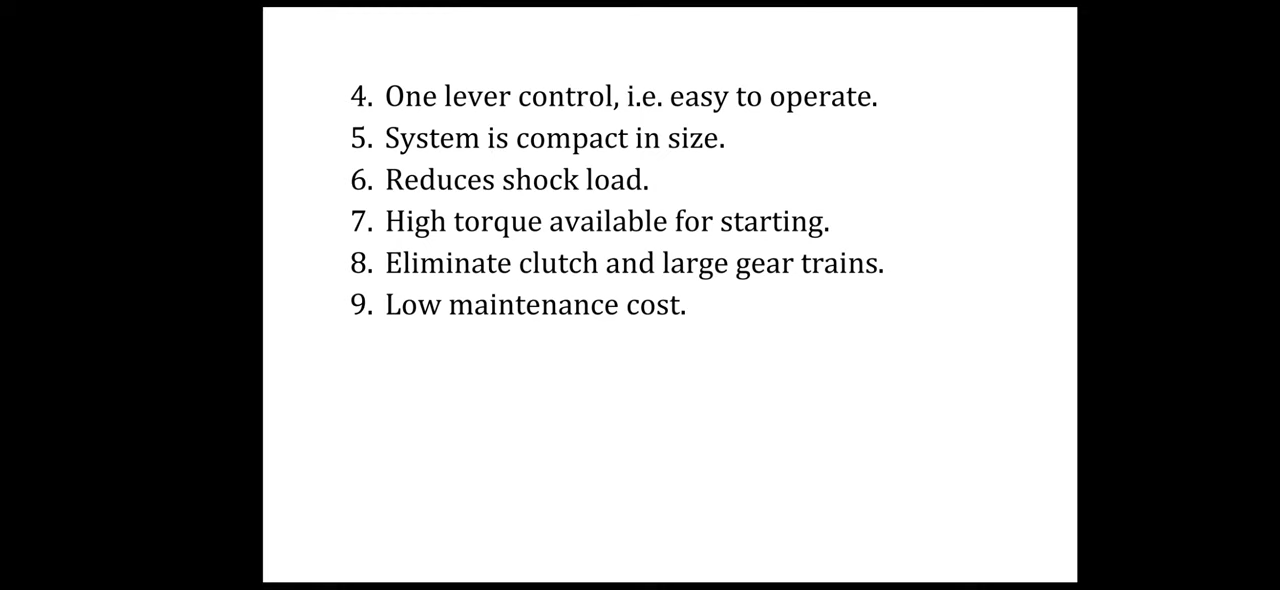 4. One lever control, i.e. easy to operate.
5. System is compact in size.
6. Reduces shock load.
7. High torque available for starting.
8. Eliminate clutch and large gear trains.
9. Low maintenance cost.